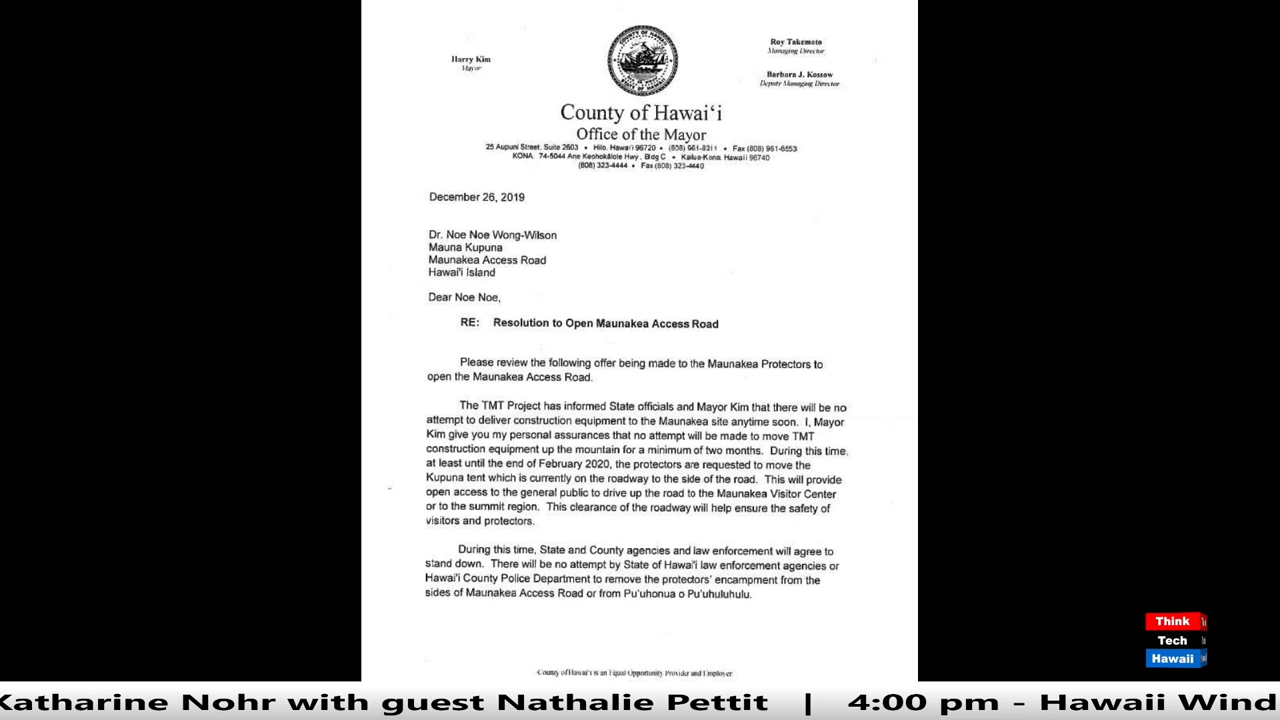 Harry Kim
Mayor
Roy Takemoto
Managing Director
Barbara J. Kossow
Deputy Managing Director
County of Hawai‘i
Office of the Mayor
25 Aupuni Street, Suite 2603 • Hilo, Hawai‘i 96720 • (808) 961-8211 • Fax (808) 961-6553
KONA 74-5044 Ane Keohokālole Hwy., Bldg C • Kailua-Kona, Hawai‘i 96740
(808) 323-4444 • Fax (808) 323-4440
December 26, 2019
Dr. Noe Noe Wong-Wilson
Mauna Kupuna
Maunakea Access Road
Hawai'i Island
Dear Noe Noe,
RE: Resolution to Open Maunakea Access Road
Please review the following offer being made to the Maunakea Protectors to
open the Maunakea Access Road.
The TMT Project has informed State officials and Mayor Kim that there will be no
attempt to deliver construction equipment to the Maunakea site anytime soon. I, Mayor
Kim give you my personal assurances that no attempt will be made to move TMT
construction equipment up the mountain for a minimum of two months. During this time,
at least until the end of February 2020, the protectors are requested to move the
Kupuna tent which is currently on the roadway to the side of the road. This will provide
open access to the general public to drive up the road to the Maunakea Visitor Center
or to the summit region. This clearance of the roadway will help ensure the safety of
visitors and protectors.
During this time, State and County agencies and law enforcement will agree to
stand down. There will be no attempt by State of Hawai'i law enforcement agencies or
Hawai'i County Police Department to remove the protectors' encampment from the
sides of Maunakea Access Road or from Pu'uhonua o Pu'uhuluhulu.
County of Hawai‘i is an Equal Opportunity Provider and Employer.
Think
Tech
Hawaii
Katharine Nohr with guest Nathalie Pettit | 4:00 pm - Hawaii Wind